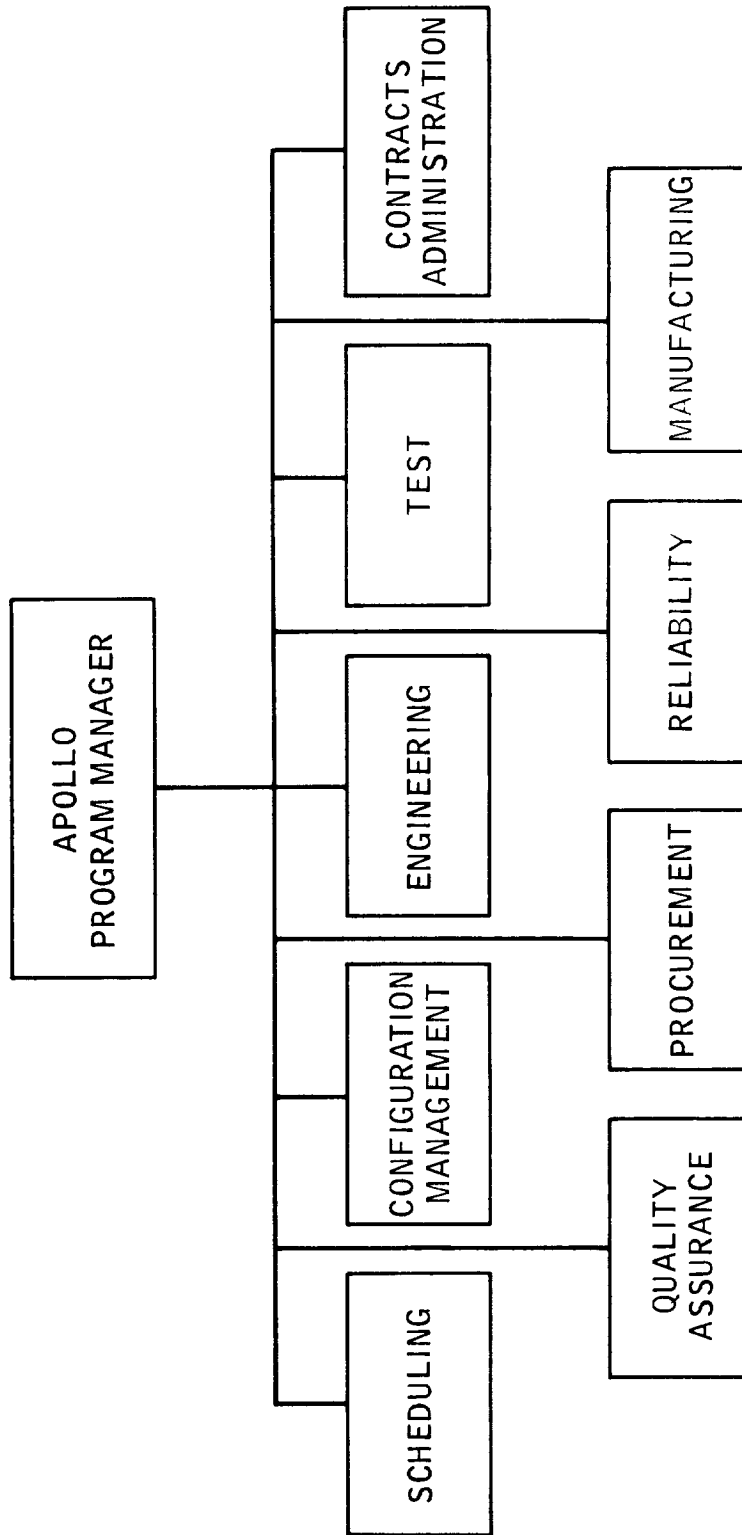 APOLLO
PROGRAM MANAGER
SCHEDULING
CONFIGURATION
MANAGEMENT
ENGINEERING
TEST
CONTRACTS
ADMINISTRATION
QUALITY
ASSURANCE
PROCUREMENT
RELIABILITY
MANUFACTURING